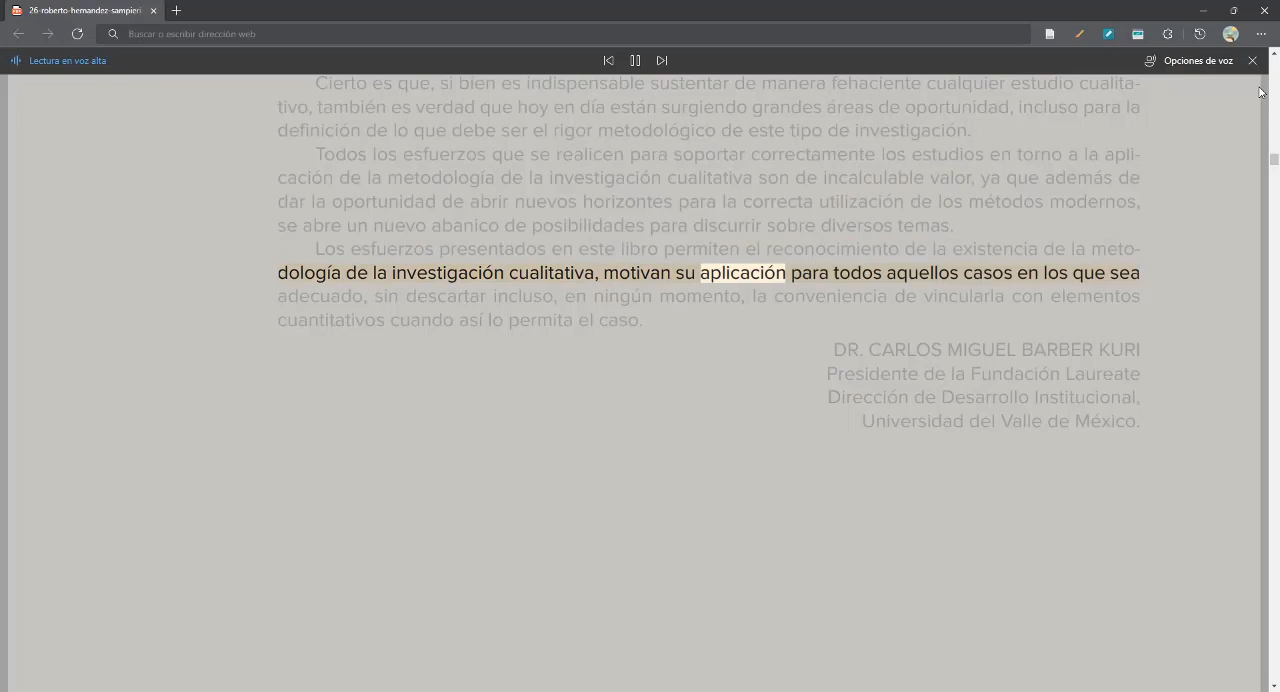 26-roberto-hernandez-sampieri
Buscar o escribir dirección web
Lectura en voz alta
Opciones de voz
Cierto es que, si bien es indispensable sustentar de manera fehaciente cualquier estudio cualita-
tivo, también es verdad que hoy en día están surgiendo grandes áreas de oportunidad, incluso para la
definición de lo que debe ser el rigor metodológico de este tipo de investigación.
Todos los esfuerzos que se realicen para soportar correctamente los estudios en torno a la apli-
cación de la metodología de la investigación cualitativa son de incalculable valor, ya que además de
dar la oportunidad de abrir nuevos horizontes para la correcta utilización de los métodos modernos,
se abre un nuevo abanico de posibilidades para discurrir sobre diversos temas.
Los esfuerzos presentados en este libro permiten el reconocimiento de la existencia de la meto-
dología de la investigación cualitativa, motivan su aplicación para todos aquellos casos en los que sea
adecuado, sin descartar incluso, en ningún momento, la conveniencia de vincularla con elementos
cuantitativos cuando así lo permita el caso.
DR. CARLOS MIGUEL BARBER KURI
Presidente de la Fundación Laureate
Dirección de Desarrollo Institucional,
Universidad del Valle de México.